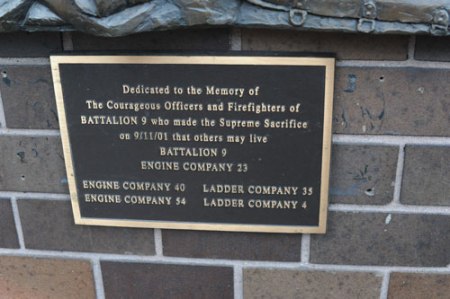 Dedicated to the Memory of
The Courageous Officers and Firefighters of
BATTALION 9 who made the Supreme Sacrifice
on 9/11/01 that others may live
BATTALION 9
ENGINE COMPANY 23
ENGINE COMPANY 40 LADDER COMPANY 35
ENGINE COMPANY 54 LADDER COMPANY 4